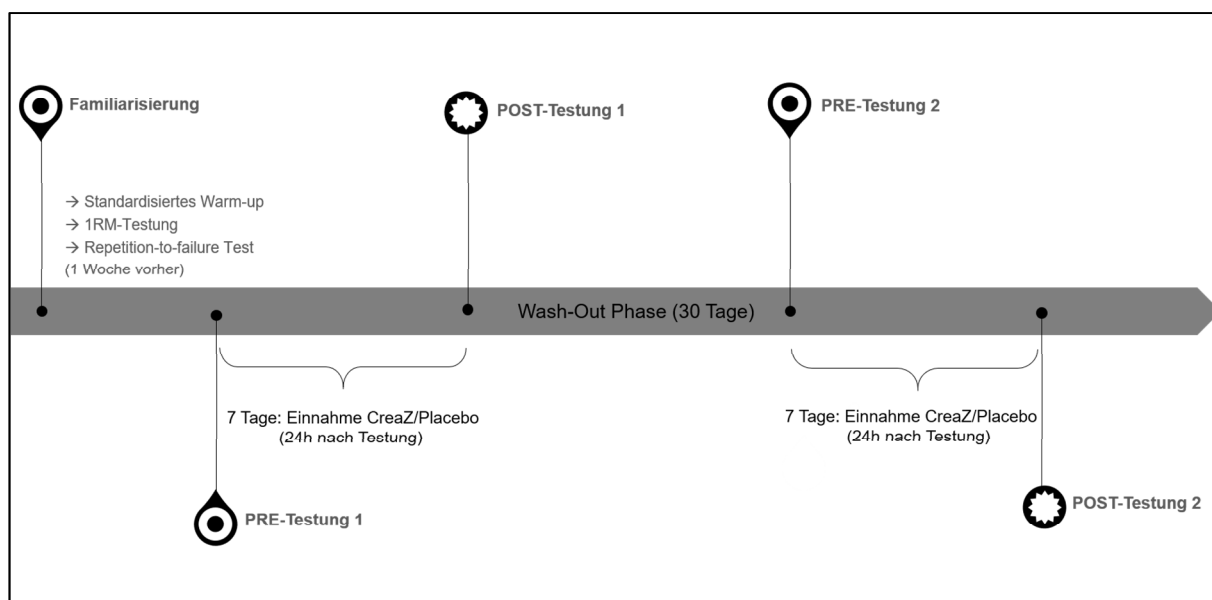 Familiarisierung
→ Standardisiertes Warm-up
→ 1RM-Testung
→ Repetition-to-failure Test
(1 Woche vorher)
POST-Testung 1
PRE-Testung 2
Wash-Out Phase (30 Tage)
7 Tage: Einnahme CreaZ/Placebo
(24h nach Testung)
7 Tage: Einnahme CreaZ/Placebo
(24h nach Testung)
PRE-Testung 1
POST-Testung 2